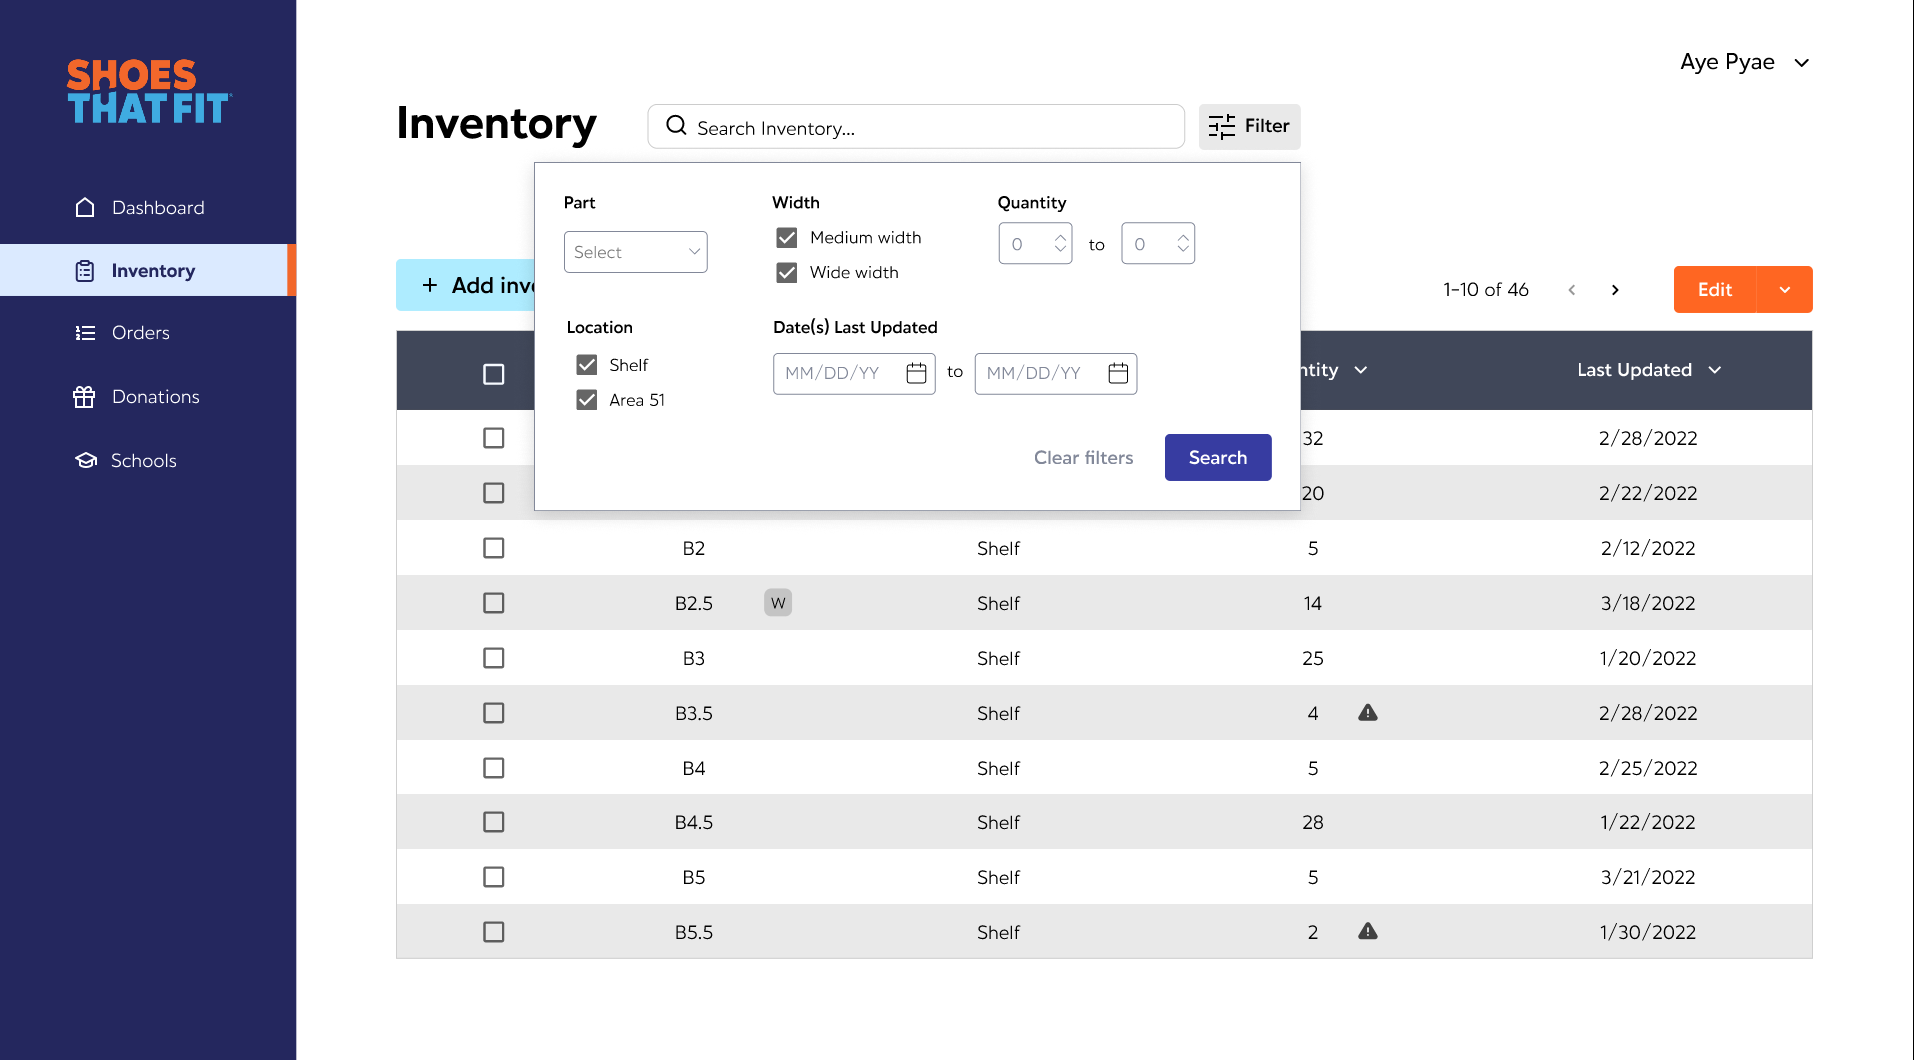 SHOES
THAT FIT
Dashboard
Inventory
Orders
Donations
Schools
Aye Pyae
Inventory
Search Inventory...
Filter
Part
Select
Width
Medium width
Wide width
Quantity
0 to 0
Location
Shelf
Area 51
Date(s) Last Updated
MM/DD/YY to MM/DD/YY
Clear filters
Search
+ Add inv
1-10 of 46
Edit
ntity
Last Updated
32 2/28/2022
20 2/22/2022
B2 Shelf 5 2/12/2022
B2.5 W Shelf 14 3/18/2022
B3 Shelf 25 1/20/2022
B3.5 Shelf 4 2/28/2022
B4 Shelf 5 2/25/2022
B4.5 Shelf 28 1/22/2022
B5 Shelf 5 3/21/2022
B5.5 Shelf 2 1/30/2022